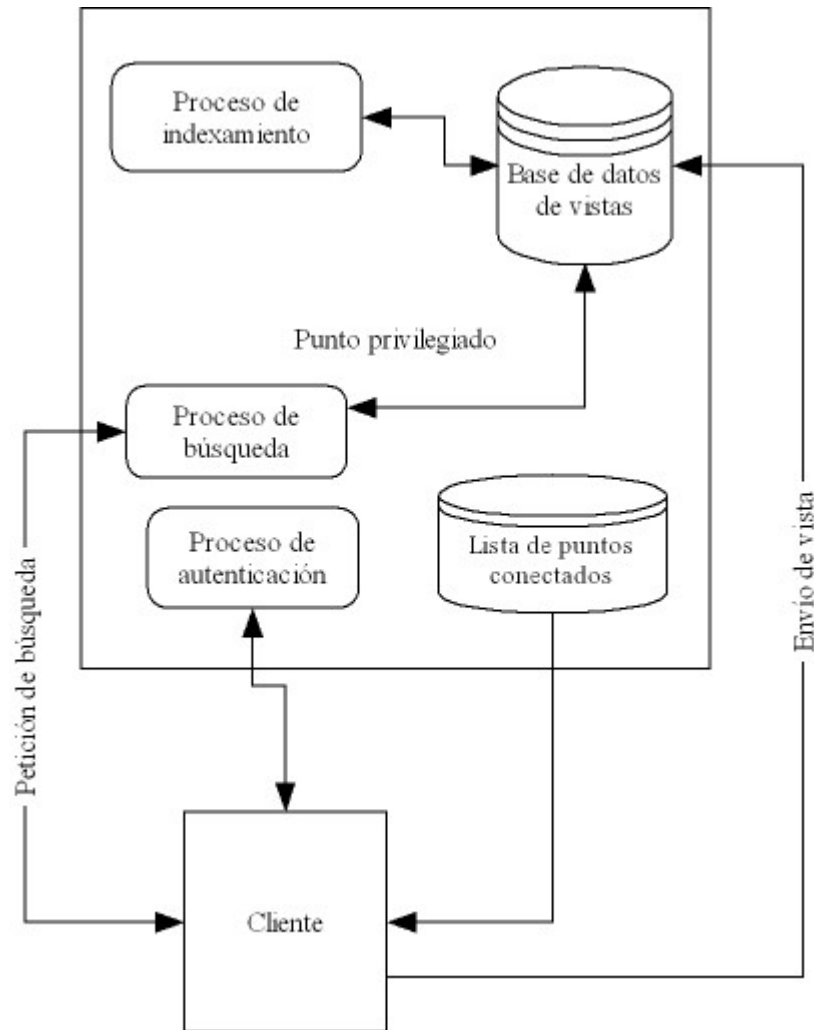 Proceso de
indexamiento
Base de datos
de vistas
Punto privilegiado
Proceso de
búsqueda
Proceso de
autenticación
Lista de puntos
conectados
Petición de búsqueda
Envío de vista
Cliente